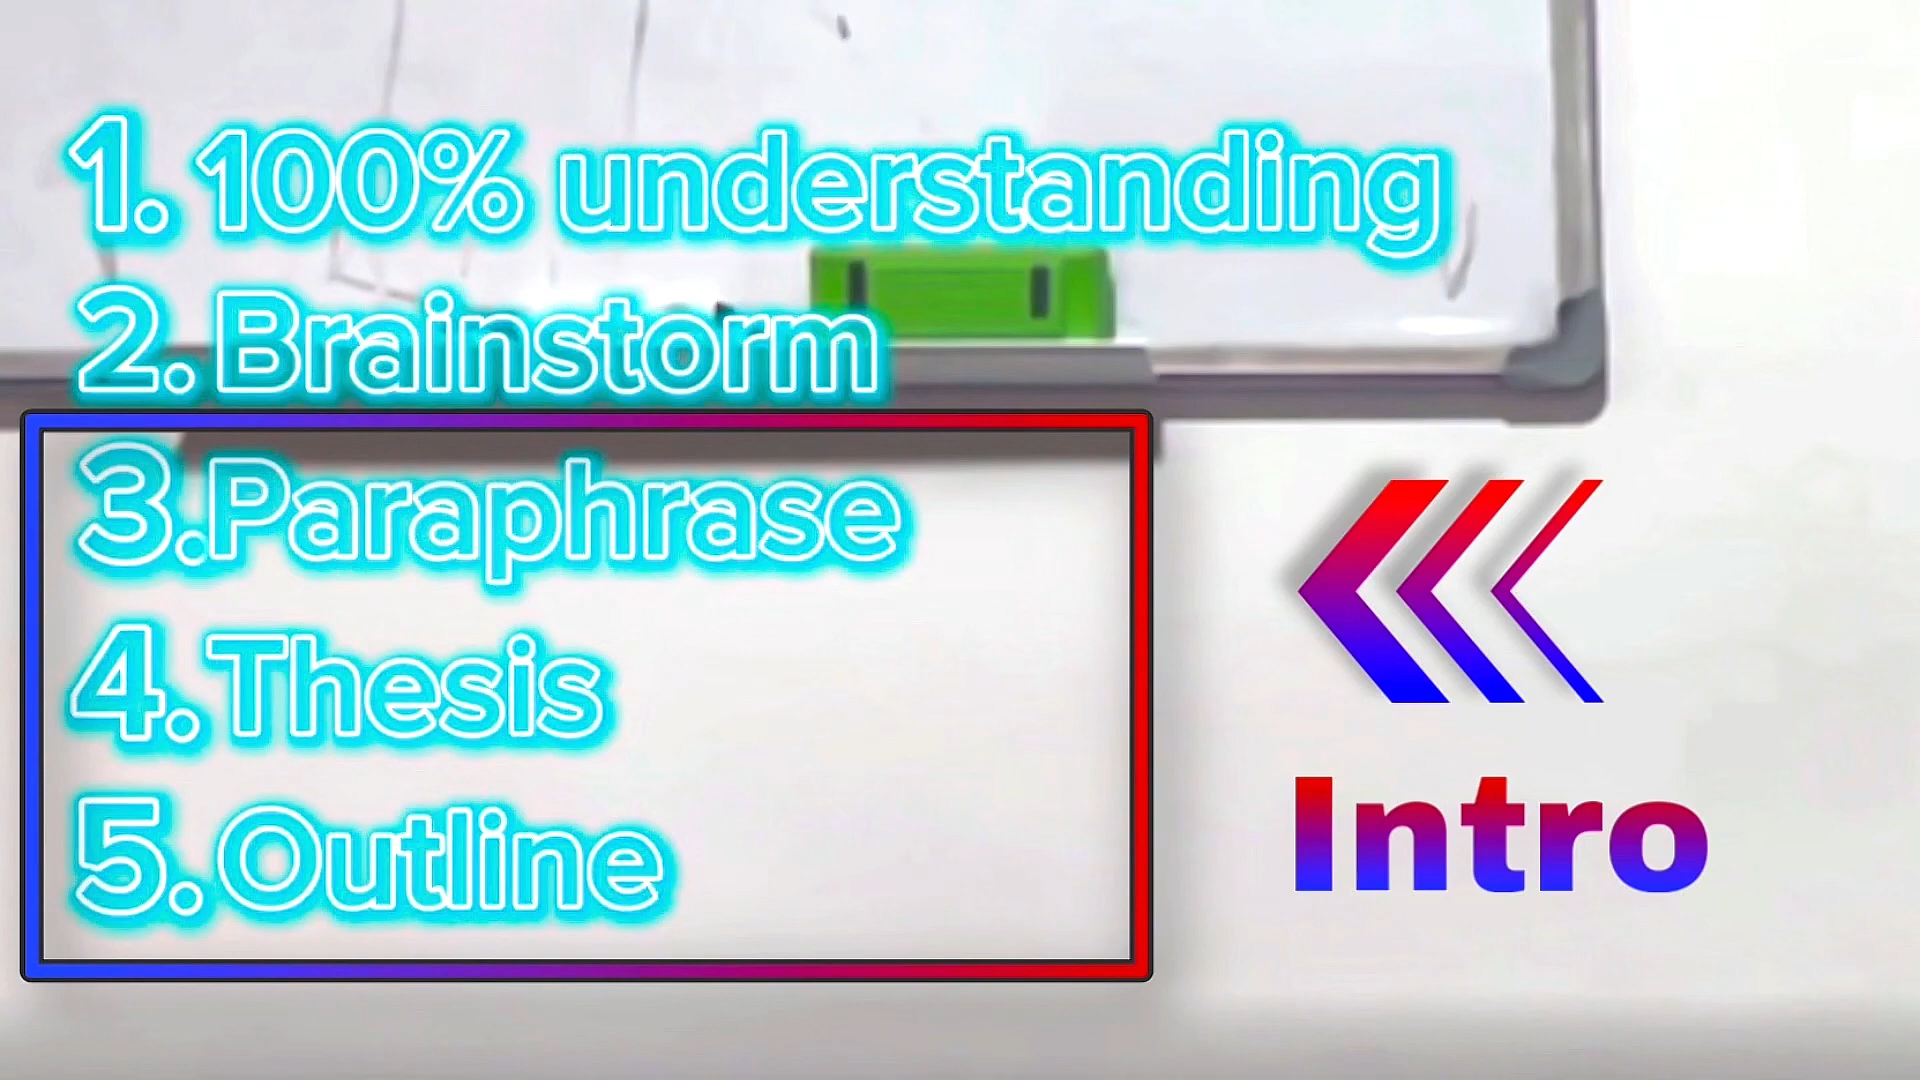 1. 100% understanding
2. Brainstorm
3. Paraphrase
4. Thesis
5. Outline
Intro